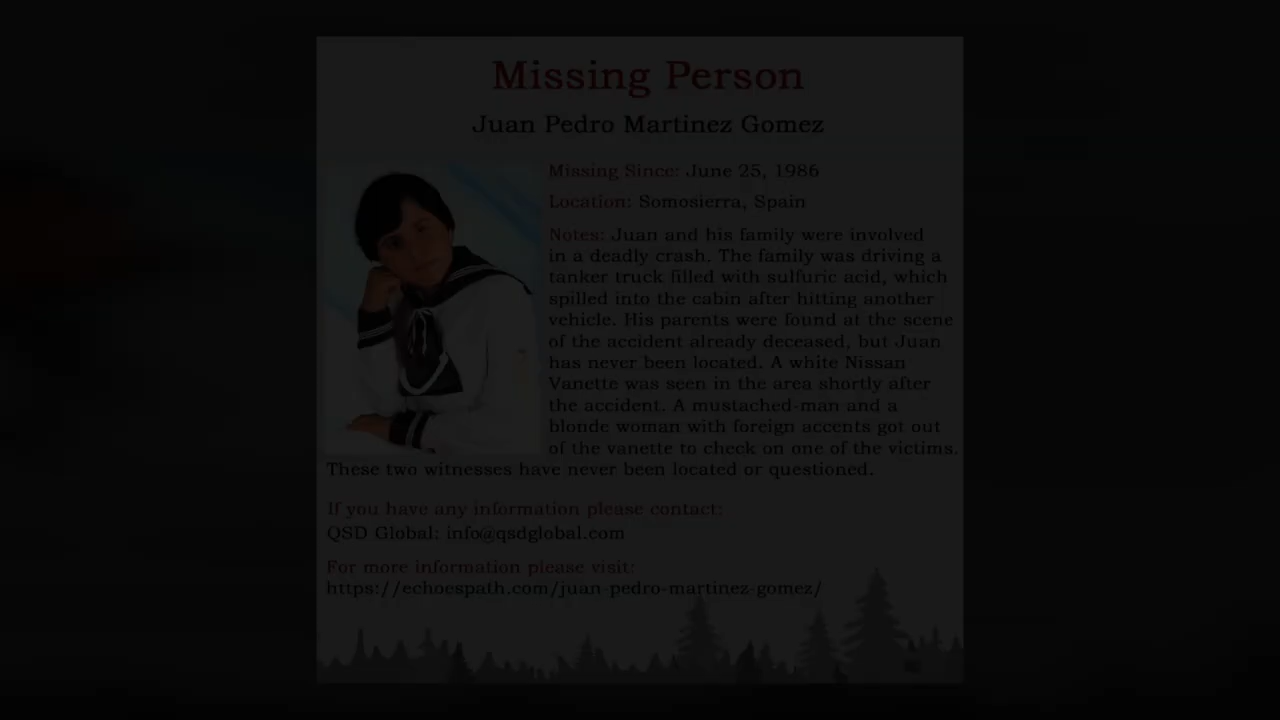 Missing Person
Juan Pedro Martinez Gomez
Missing Since: June 25, 1986
Location: Somosierra, Spain
Notes: Juan and his family were involved
in a deadly crash. The family was driving a
tanker truck filled with sulfuric acid, which
spilled into the cabin after hitting another
vehicle. His parents were found at the scene
of the accident already deceased, but Juan
has never been located. A white Nissan
Vanette was seen in the area shortly after
the accident. A mustached-man and a
blonde woman with foreign accents got out
of the vanette to check on one of the victims.
These two witnesses have never been located or questioned.
If you have any information please contact:
QSD Global: info@qsdglobal.com
For more information please visit:
https://echoespath.com/juan-pedro-martinez-gomez/